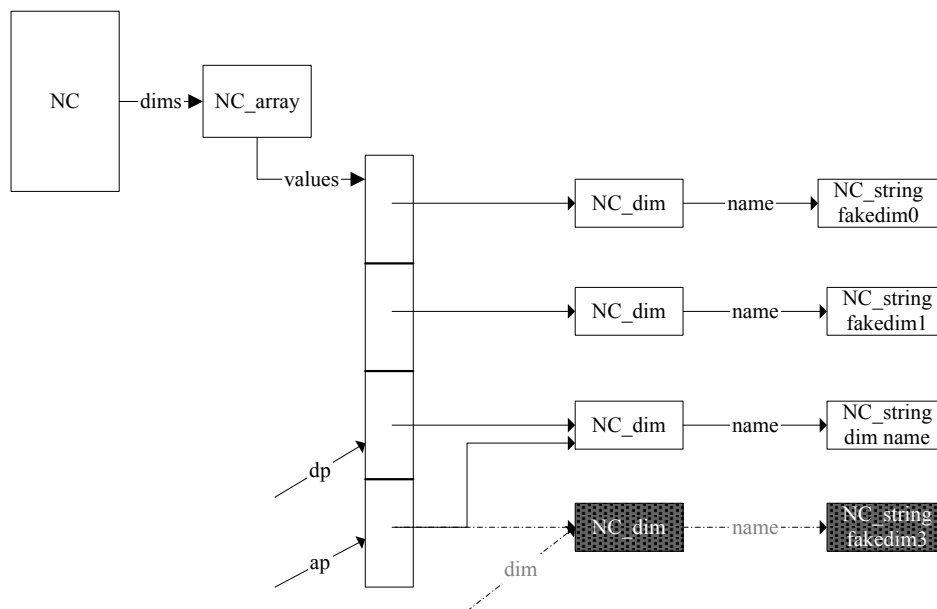 NC
dims
NC_array
values
NC_dim
name
NC_string
fakedim0
NC_dim
name
NC_string
fakedim1
NC_dim
name
NC_string
dim name
dp
NC_dim
name
NC_string
fakedim3
ap
dim